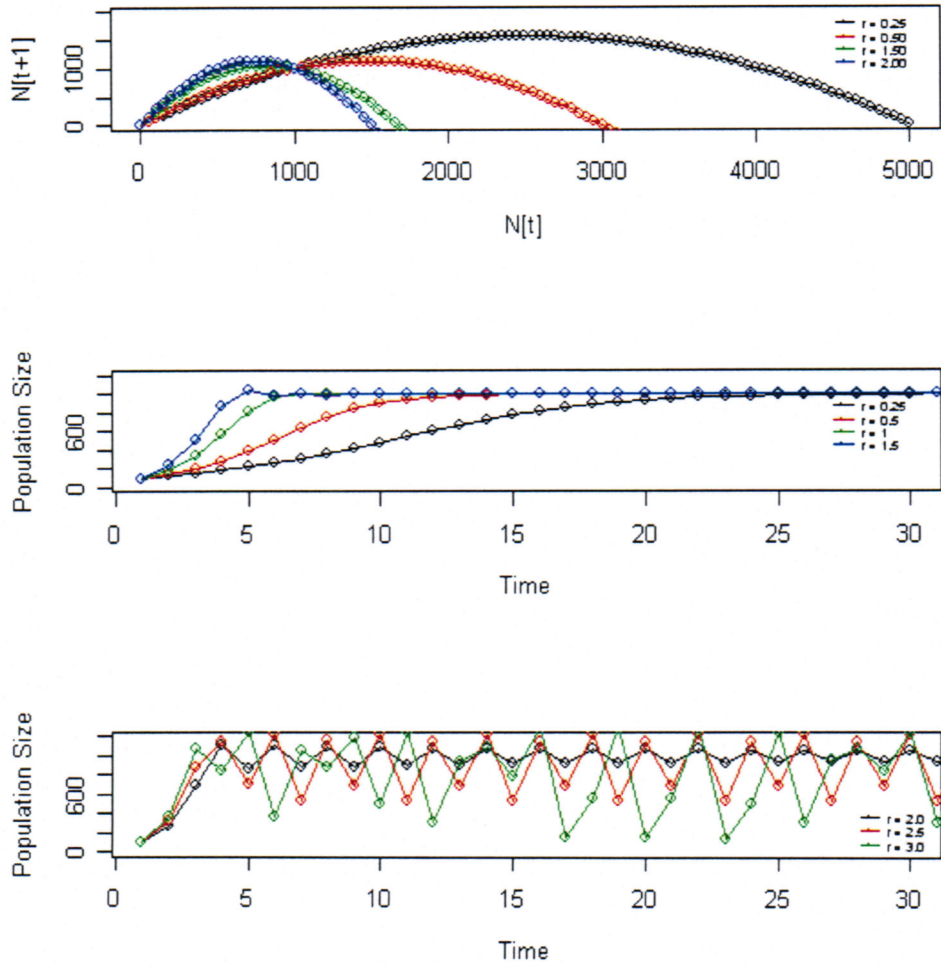 N[t+1]
1000
0
r = 0.25
r = 0.50
r = 1.50
r = 2.00
0 1000 2000 3000 4000 5000
N[t]
Population Size
600
0
r = 0.25
r = 0.5
r = 1
r = 1.5
0 5 10 15 20 25 30
Time
Population Size
600
0
r = 2.0
r = 2.5
r = 3.0
0 5 10 15 20 25 30
Time